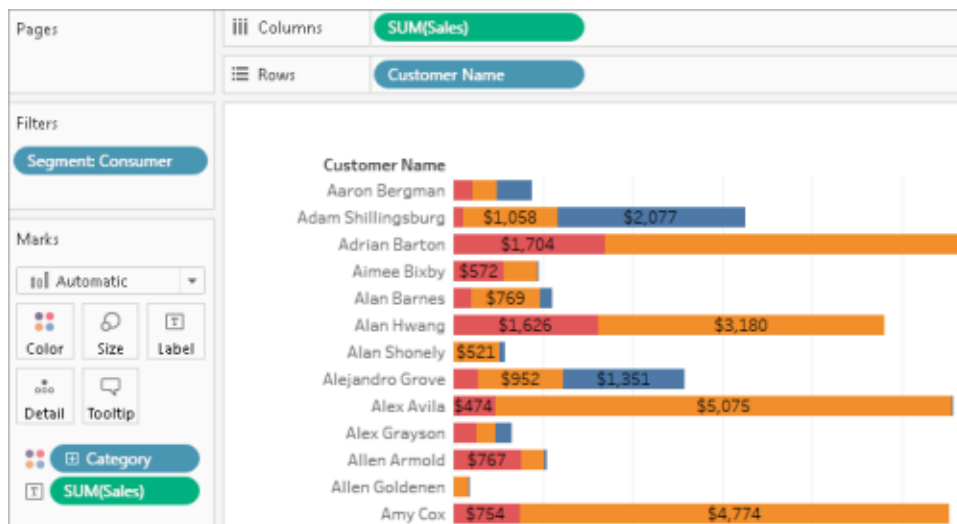 Pages
Columns SUM(Sales)
Rows Customer Name
Filters
Segment: Consumer
Marks
Automatic
Color Size Label
Detail Tooltip
Category
SUM(Sales)
Customer Name
Aaron Bergman
Adam Shillingsburg $1,058 $2,077
Adrian Barton $1,704
Aimee Bixby $572
Alan Barnes $769
Alan Hwang $1,626 $3,180
Alan Shonely $521
Alejandro Grove $952 $1,351
Alex Avila $474 $5,075
Alex Grayson
Allen Armold $767
Allen Goldenen
Amy Cox $754 $4,774